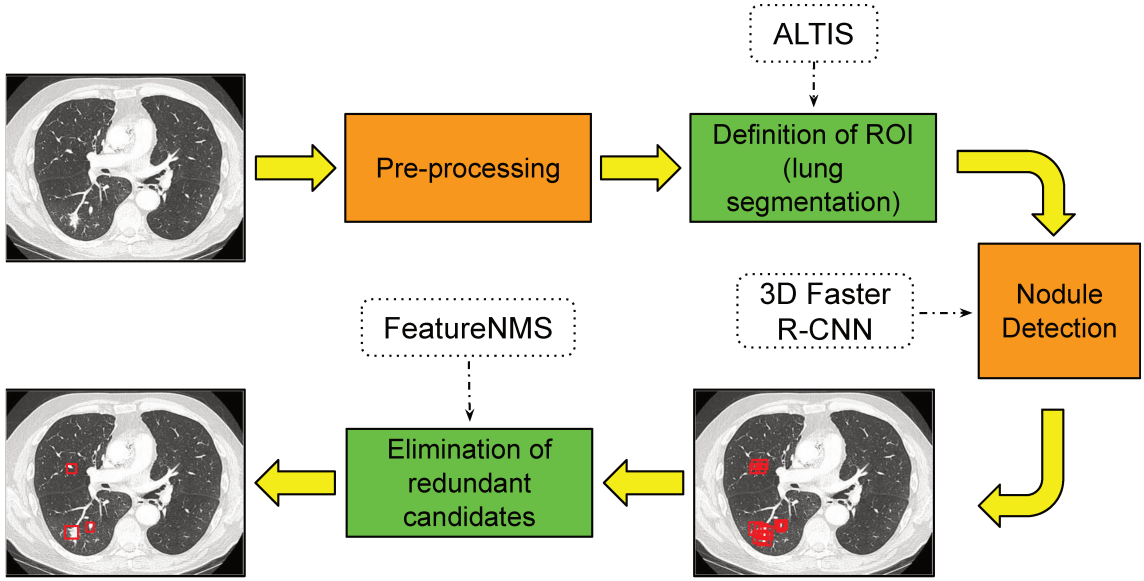 ALTIS
Pre-processing
Definition of ROI
(lung
segmentation)
3D Faster
R-CNN
Nodule
Detection
FeatureNMS
Elimination of
redundant
candidates